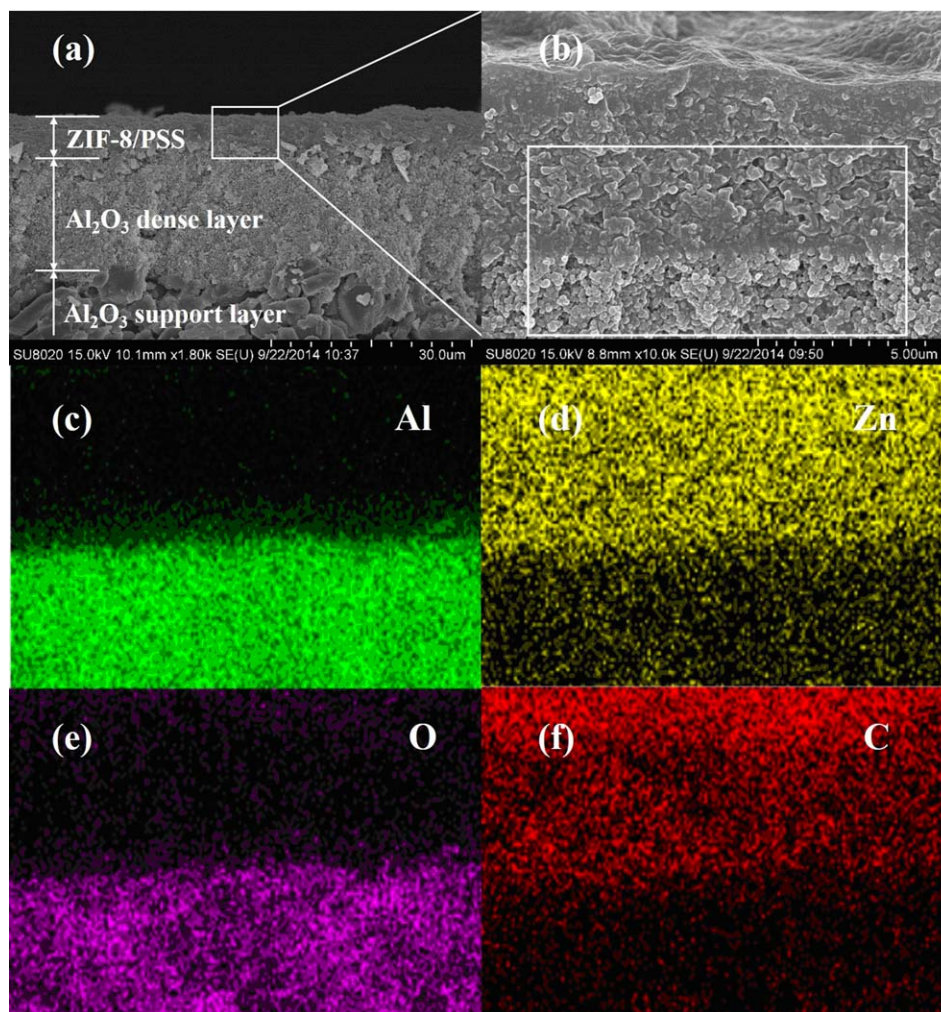 (a)
ZIF-8/PSS
Al₂O₃ dense layer
Al₂O₃ support layer
SU8020 15.0kV 10.1mm x1.80k SE(U) 9/22/2014 10:37 30.0um
(b)
SU8020 15.0kV 8.8mm x10.0k SE(U) 9/22/2014 09:50 5.00um
(c) Al
(d) Zn
(e) O
(f) C